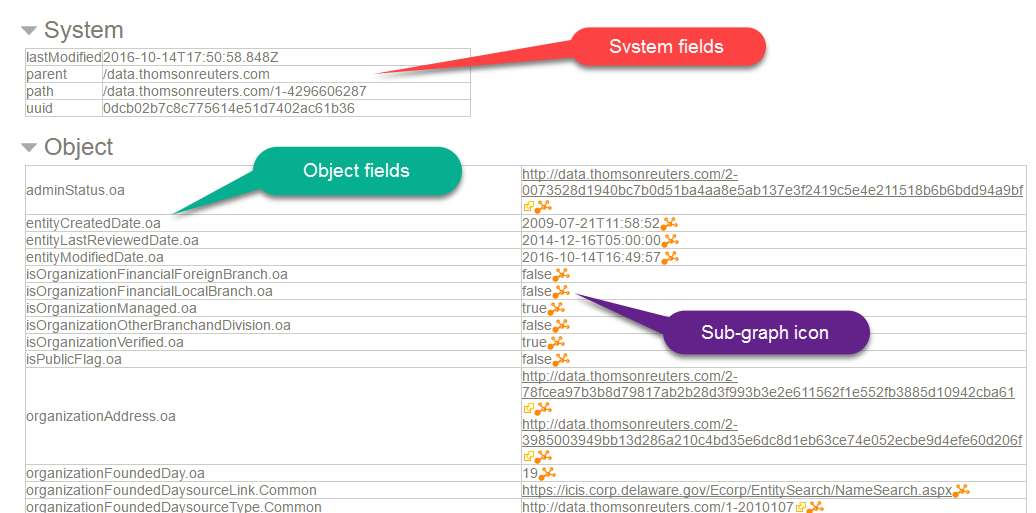 System
Svstem fields
lastModified 2016-10-14T17:50:58.848Z
parent /data.thomsonreuters.com
path /data.thomsonreuters.com/1-4296606287
uuid 0dcb02b7c8c775614e51d7402ac61b36
Object
Object fields
adminStatus.oa http://data.thomsonreuters.com/2-
0073528d1940bc7b0d51ba4aa8e5ab137e3f2419c5e4e211518b6b6bdd94a9bf
entityCreatedDate.oa 2009-07-21T11:58:52
entityLastReviewedDate.oa 2014-12-16T05:00:00
entityModifiedDate.oa 2016-10-14T16:49:57
isOrganizationFinancialForeignBranch.oa false
isOrganizationFinancialLocalBranch.oa false
isOrganizationManaged.oa true
isOrganizationOtherBranchandDivision.oa false
isOrganizationVerified.oa true
isPublicFlag.oa false
Sub-graph icon
organizationAddress.oa http://data.thomsonreuters.com/2-
78fcea97b3b8d79817ab2b28d3f993b3e2e611562f1e552fb3885d10942cba61
http://data.thomsonreuters.com/2-
3985003949bb13d286a210c4bd35e6dc8d1eb63ce74e052ecbe9d4efe60d206f
organizationFoundedDay.oa 19
organizationFoundedDaysourceLink.Common https://icis.corp.delaware.gov/Ecorp/EntitySearch/NameSearch.aspx
organizationFoundedDaysourceType.Common http://data.thomsonreuters.com/1-2010107